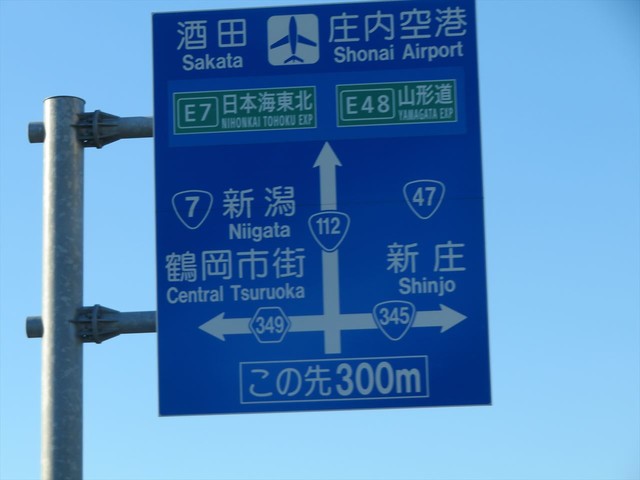 酒田 庄内空港
Sakata Shonai Airport
E7 日本海東北 E48 山形道
NIHONKAI TOHOKU EXP YAMAGATA EXP
7 新潟 112 47
Niigata
鶴岡市街 新庄
Central Tsuruoka Shinjo
349 345
この先300m